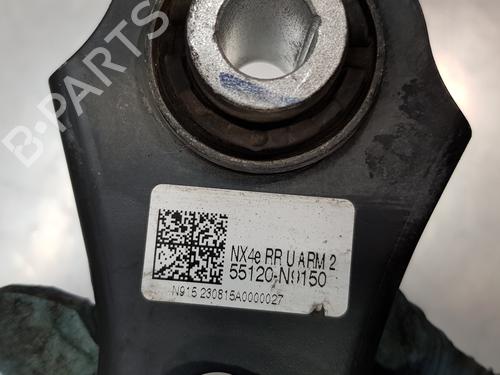 B-PARTS
NX4e RR U ARM 2
55120-N9150
N915 230815A0000027